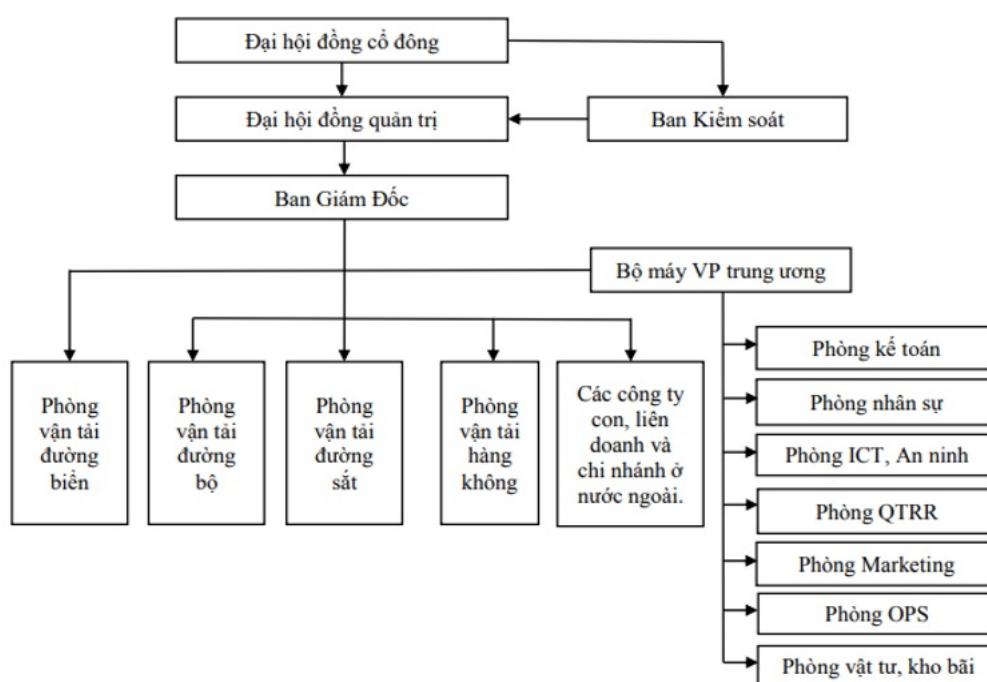 Đại hội đồng cổ đông
Đại hội đồng quản trị
Ban Kiểm soát
Ban Giám Đốc
Bộ máy VP trung ương
Phòng
vận tải
đường
biển
Phòng
vận tải
đường
bộ
Phòng
vận tải
đường
sắt
Phòng
vận tải
hàng
không
Các công ty
con, liên
doanh và
chi nhánh ở
nước ngoài.
Phòng kế toán
Phòng nhân sự
Phòng ICT, An ninh
Phòng QTRR
Phòng Marketing
Phòng OPS
Phòng vật tư, kho bãi